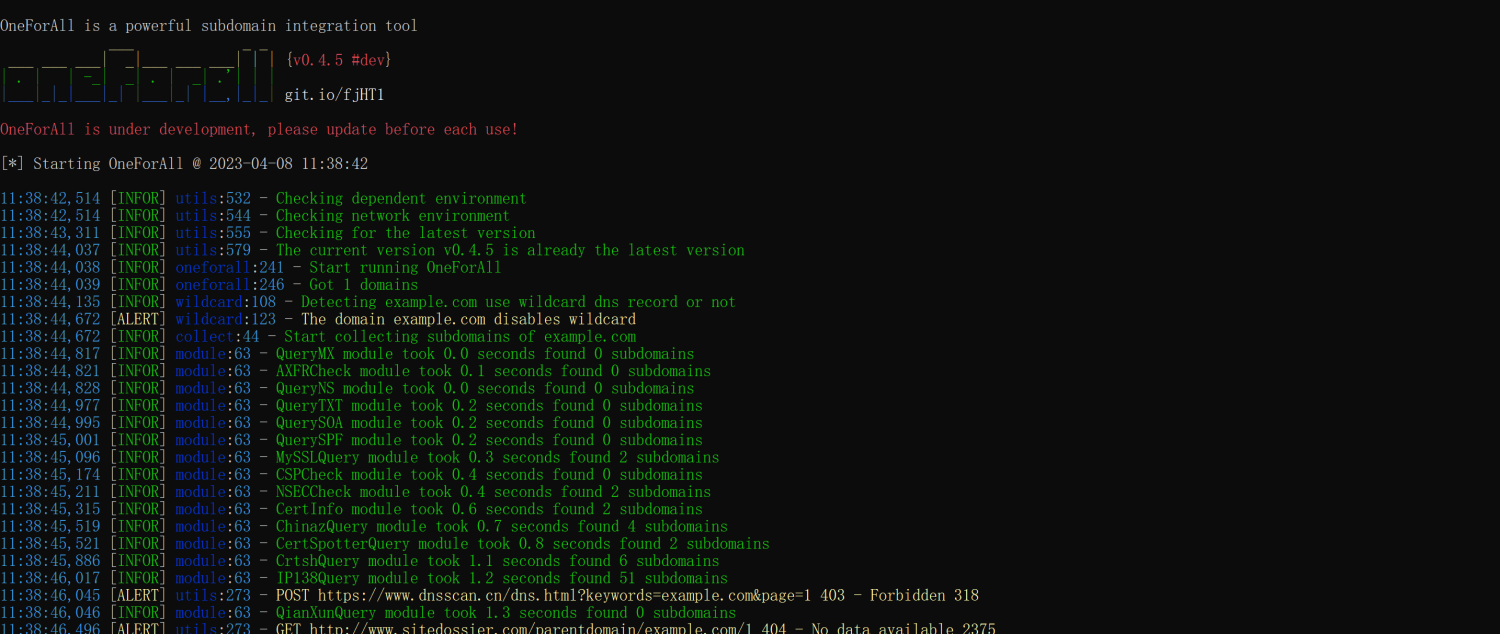 OneForAll is a powerful subdomain integration tool
oneforall {v0.4.5 #dev}
git.io/fjHT1
OneForAll is under development, please update before each use!
[*] Starting OneForAll @ 2023-04-08 11:38:42
11:38:42,514 [INFOR] utils:532 - Checking dependent environment
11:38:42,514 [INFOR] utils:544 - Checking network environment
11:38:43,311 [INFOR] utils:555 - Checking for the latest version
11:38:44,037 [INFOR] utils:579 - The current version v0.4.5 is already the latest version
11:38:44,038 [INFOR] oneforall:241 - Start running OneForAll
11:38:44,039 [INFOR] oneforall:246 - Got 1 domains
11:38:44,135 [INFOR] wildcard:108 - Detecting example.com use wildcard dns record or not
11:38:44,672 [ALERT] wildcard:123 - The domain example.com disables wildcard
11:38:44,672 [INFOR] collect:44 - Start collecting subdomains of example.com
11:38:44,817 [INFOR] module:63 - QueryMX module took 0.0 seconds found 0 subdomains
11:38:44,821 [INFOR] module:63 - AXFRCheck module took 0.1 seconds found 0 subdomains
11:38:44,828 [INFOR] module:63 - QueryNS module took 0.0 seconds found 0 subdomains
11:38:44,977 [INFOR] module:63 - QueryTXT module took 0.2 seconds found 0 subdomains
11:38:44,995 [INFOR] module:63 - QuerySOA module took 0.2 seconds found 0 subdomains
11:38:45,001 [INFOR] module:63 - QuerySPF module took 0.2 seconds found 0 subdomains
11:38:45,096 [INFOR] module:63 - MySSLQuery module took 0.3 seconds found 2 subdomains
11:38:45,174 [INFOR] module:63 - CSPCheck module took 0.4 seconds found 0 subdomains
11:38:45,211 [INFOR] module:63 - NSECCheck module took 0.4 seconds found 2 subdomains
11:38:45,315 [INFOR] module:63 - CertInfo module took 0.6 seconds found 2 subdomains
11:38:45,519 [INFOR] module:63 - ChinazQuery module took 0.7 seconds found 4 subdomains
11:38:45,521 [INFOR] module:63 - CertSpotterQuery module took 0.8 seconds found 2 subdomains
11:38:45,886 [INFOR] module:63 - CrtshQuery module took 1.1 seconds found 6 subdomains
11:38:46,017 [INFOR] module:63 - IP138Query module took 1.2 seconds found 51 subdomains
11:38:46,045 [ALERT] utils:273 - POST https://www.dnsscan.cn/dns.html?keywords=example.com&page=1 403 - Forbidden 318
11:38:46,046 [INFOR] module:63 - QianXunQuery module took 1.3 seconds found 0 subdomains
11:38:46,496 [ALERT] utils:273 - GET http://www.sitedossier.com/parentdomain/example.com/1 404 - No data available 2375